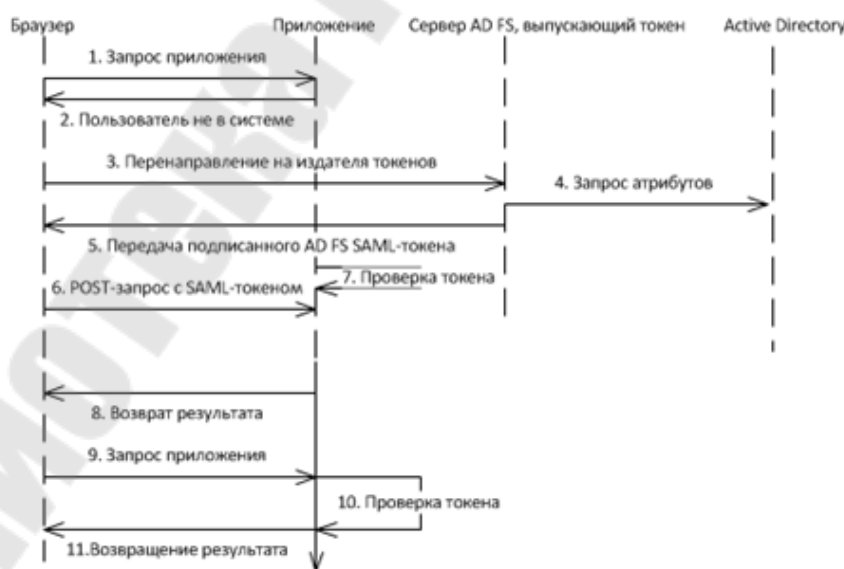 Браузер Приложение Сервер AD FS, выпускающий токен Active Directory
1. Запрос приложения
2. Пользователь не в системе
3. Перенаправление на издателя токенов
4. Запрос атрибутов
5. Передача подписанного AD FS SAML-токена
7. Проверка токена
6. POST-запрос с SAML-токеном
8. Возврат результата
9. Запрос приложения
10. Проверка токена
11.Возвращение результата